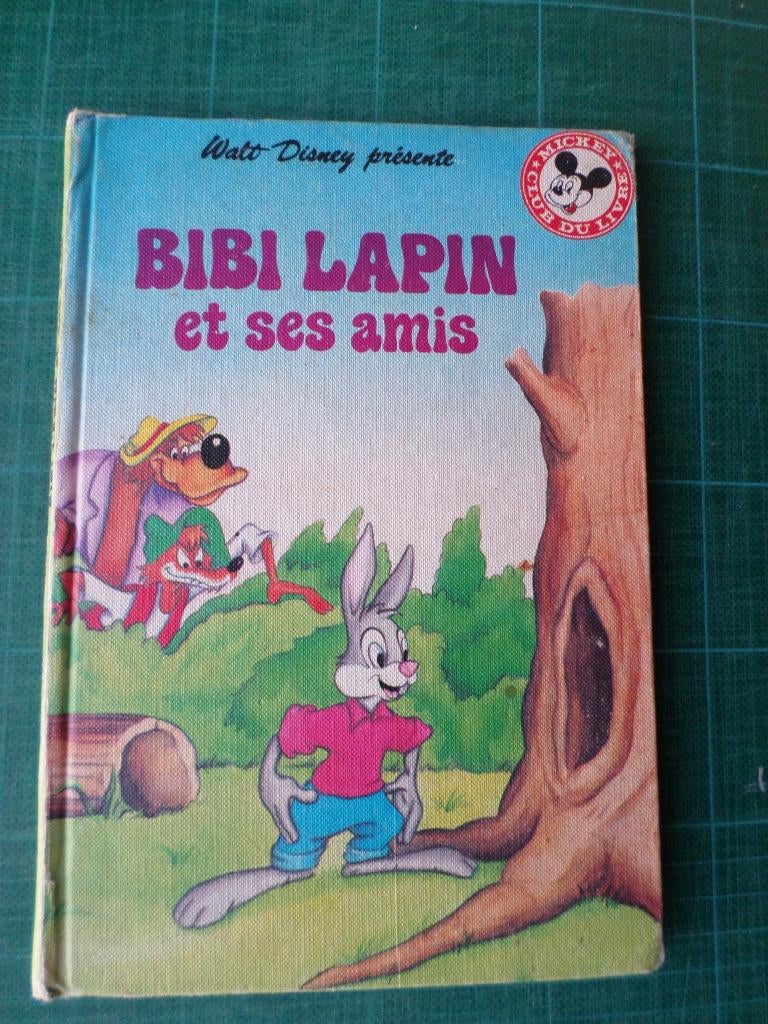 Walt Disney présente
MICKEY
CLUB DU LIVRE
BIBI LAPIN
et ses amis